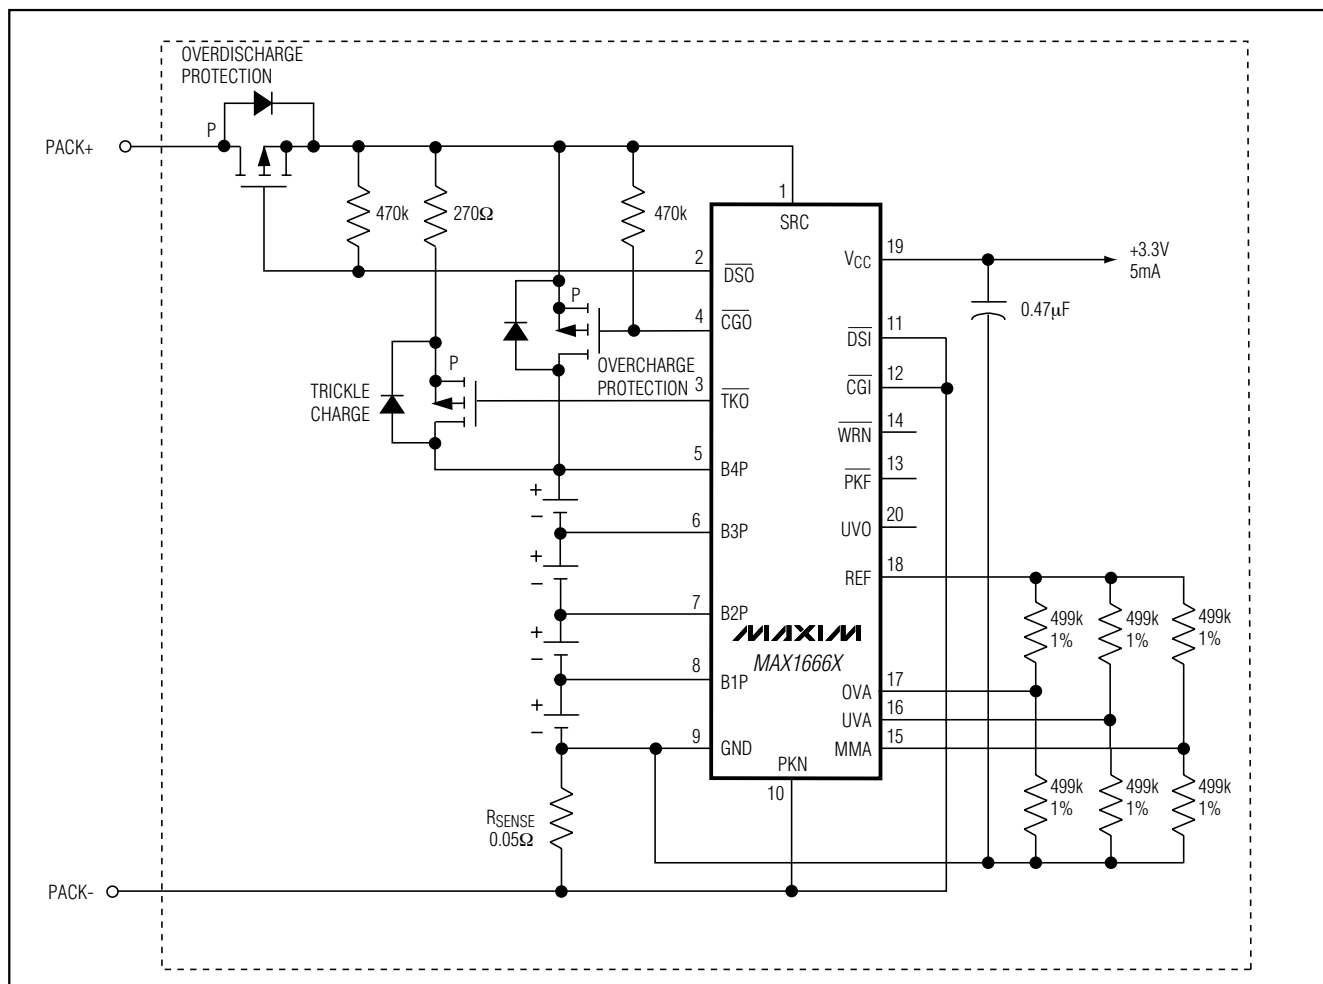 OVERDISCHARGE
PROTECTION
P
PACK+
470k
270Ω
470k
1
SRC
2
DSO
19
VCC
+3.3V
5mA
0.47μF
P
4
CGO
11
DSI
OVERCHARGE
PROTECTION
12
CGI
P
TRICKLE
CHARGE
3
TKO
14
WRN
5
B4P
13
PKF
+
−
6
B3P
20
UVO
18
REF
+
−
7
B2P
499k
1%
499k
1%
499k
1%
MAXIM
MAX1666X
+
−
8
B1P
17
OVA
16
UVA
15
MMA
+
−
9
GND
PKN
10
499k
1%
499k
1%
499k
1%
RSENSE
0.05Ω
PACK-